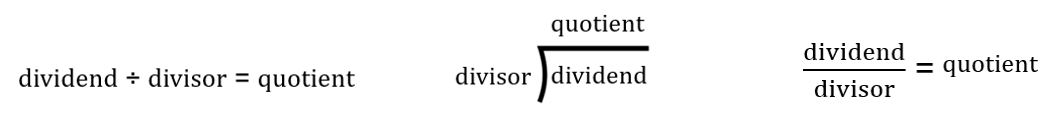 dividend ÷ divisor = quotient
quotient
divisor dividend
dividend
divisor
= quotient